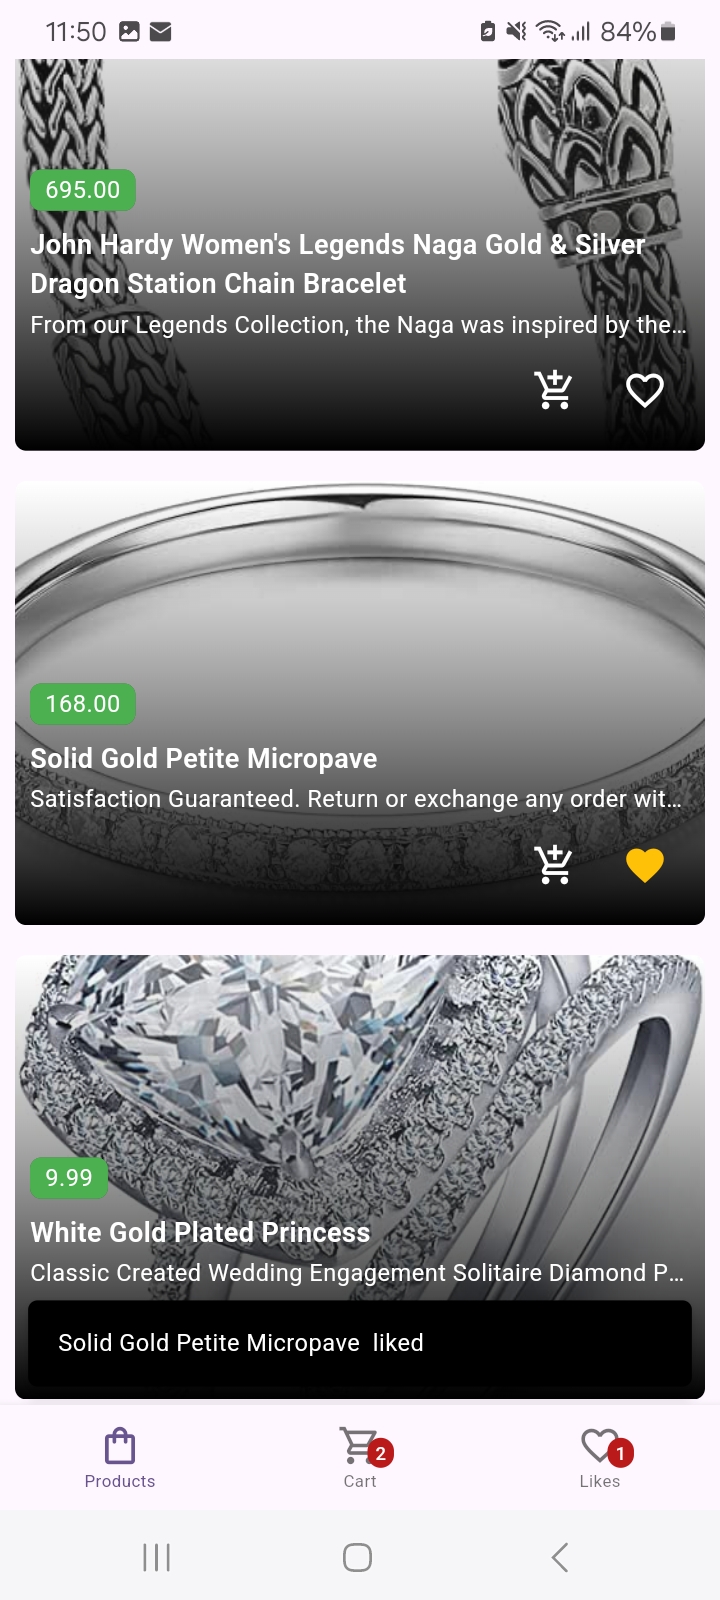 11:50
84%
695.00
John Hardy Women's Legends Naga Gold & Silver
Dragon Station Chain Bracelet
From our Legends Collection, the Naga was inspired by the…
168.00
Solid Gold Petite Micropave
Satisfaction Guaranteed. Return or exchange any order wit…
9.99
White Gold Plated Princess
Classic Created Wedding Engagement Solitaire Diamond P…
Solid Gold Petite Micropave  liked
2
1
Products
Cart
Likes